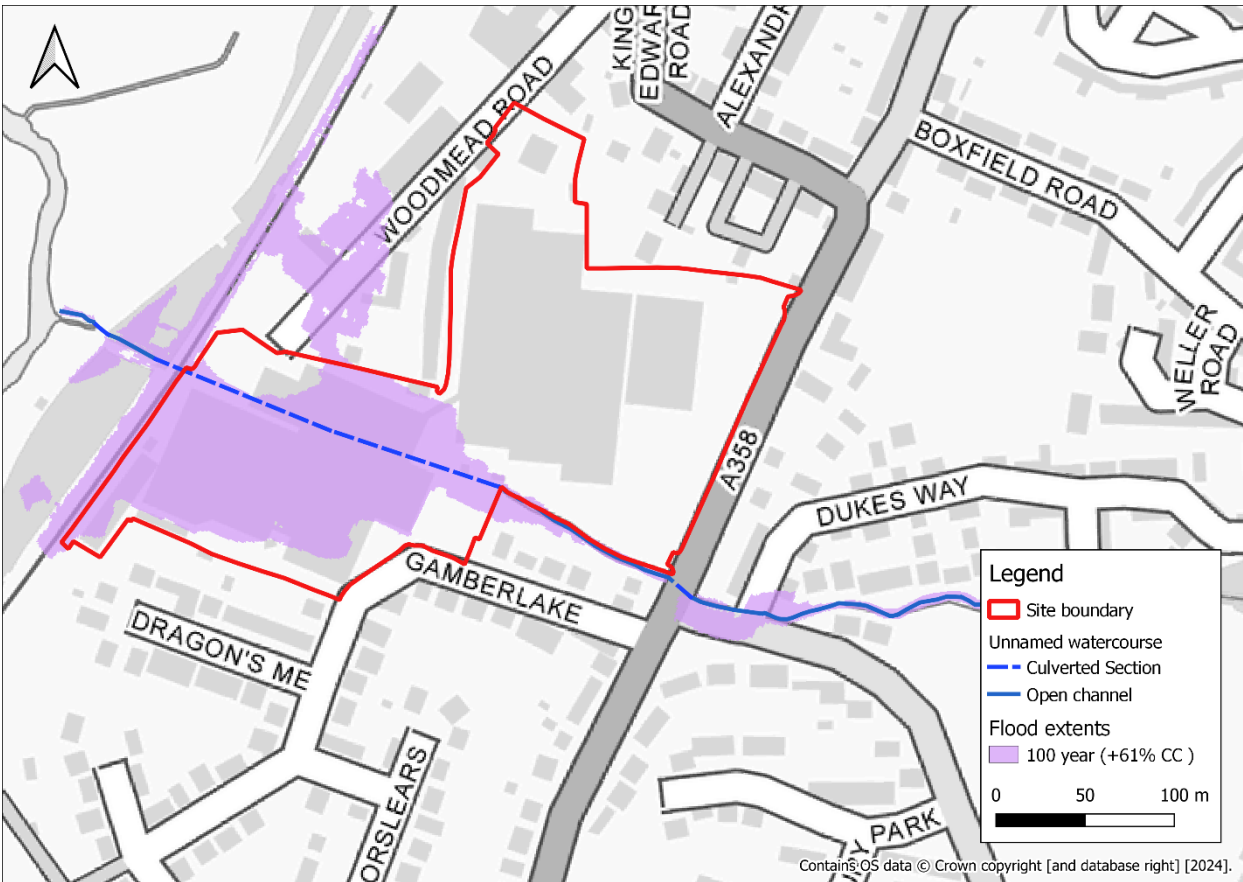 KING
EDWARD
ROAD
WOODMEAD ROAD
BOXFIELD ROAD
WELLER
ROAD
A358
DUKES WAY
GAMBERLAKE
DRAGON'S ME
ORSLEARS
PARK
Legend
Site boundary
Unnamed watercourse
Culverted Section
Open channel
Flood extents
100 year (+61% CC )
0 50 100 m
Contains OS data © Crown copyright [and database right] [2024].